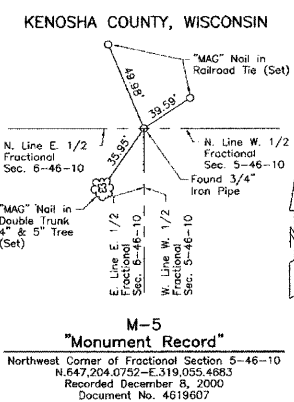 KENOSHA COUNTY, WISCONSIN
"MAG" Nail in
Railroad Tie (Set)
49.98'
39.59'
N. Line E. 1/2
Fractional
Sec. 6-46-10
35.95'
N. Line W. 1/2
Fractional
Sec. 5-46-10
Found 3/4"
Iron Pipe
"MAG" Nail in
Double Trunk
4" & 5" Tree
(Set)
E. Line E. 1/2
Fractional
Sec. 6-46-10
W. Line W. 1/2
Fractional
Sec. 5-46-10
M-5
"Monument Record"
Northwest Corner of Fractional Section 5-46-10
N.647,204.0752-E.319,055.4683
Recorded December 8, 2000
Document No. 4619607